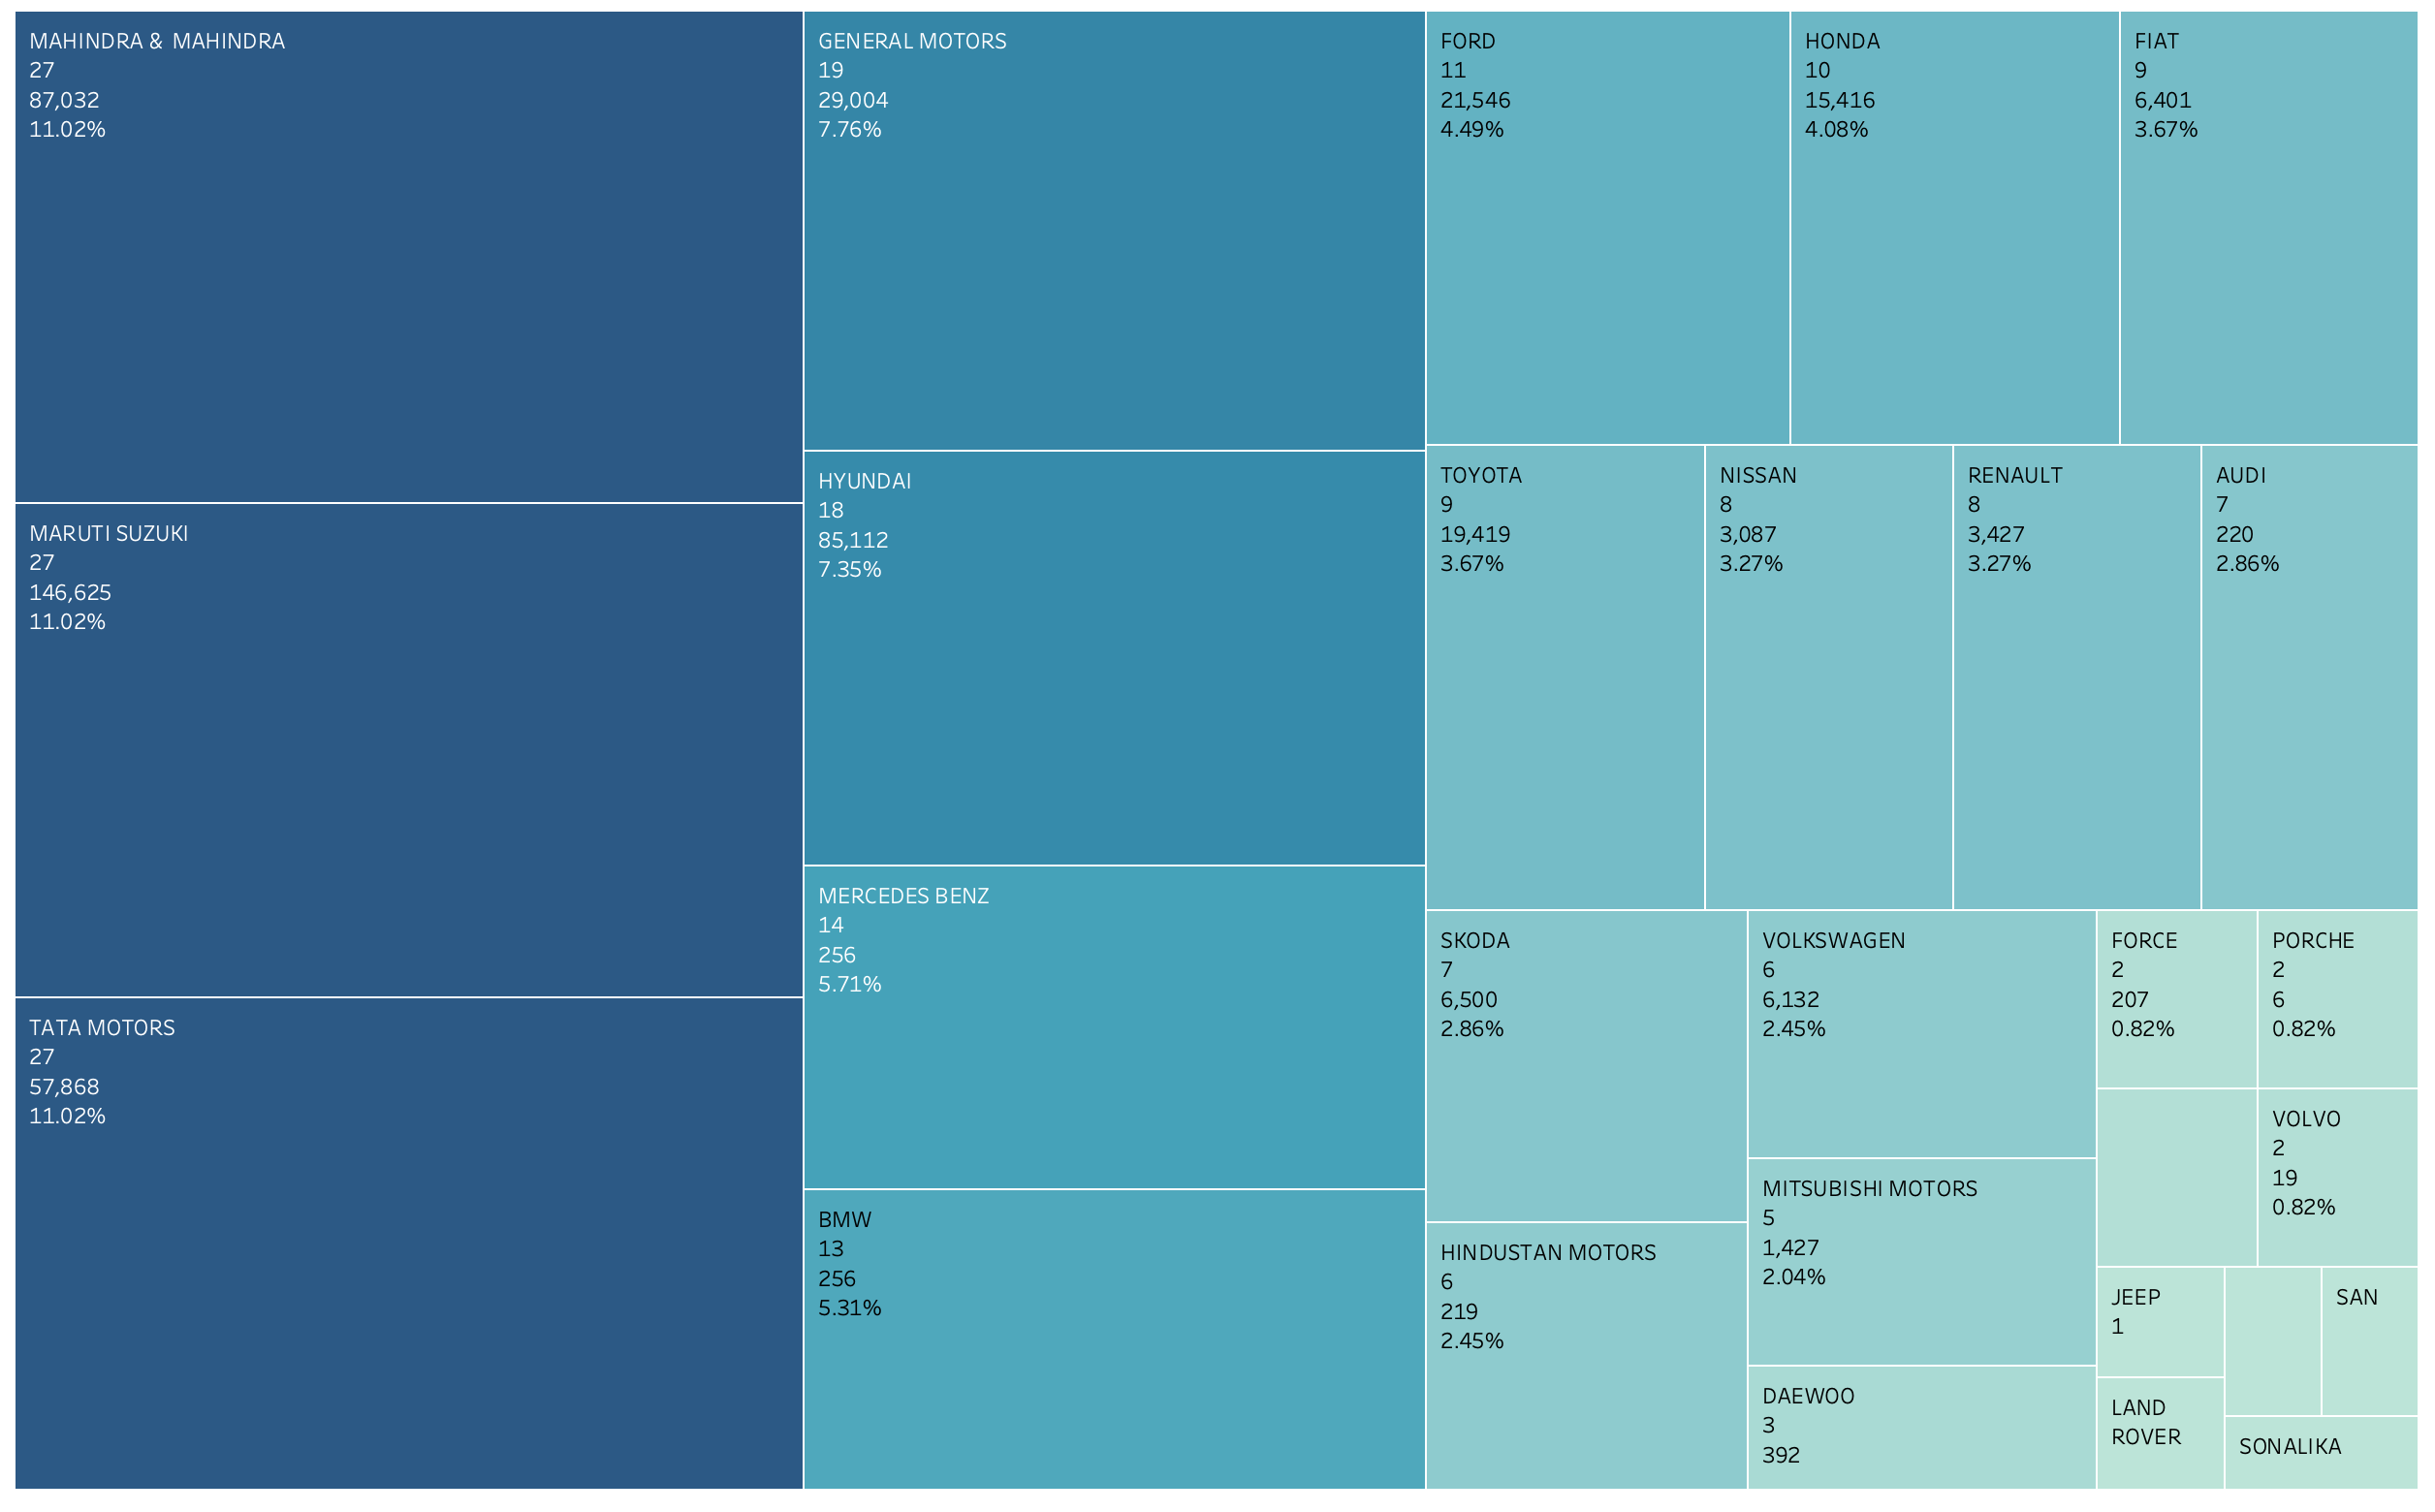 MAHINDRA &  MAHINDRA
27
87,032
11.02%
MARUTI SUZUKI
27
146,625
11.02%
TATA MOTORS
27
57,868
11.02%
GENERAL MOTORS
19
29,004
7.76%
HYUNDAI
18
85,112
7.35%
MERCEDES BENZ
14
256
5.71%
BMW
13
256
5.31%
FORD
11
21,546
4.49%
HONDA
10
15,416
4.08%
FIAT
9
6,401
3.67%
TOYOTA
9
19,419
3.67%
NISSAN
8
3,087
3.27%
RENAULT
8
3,427
3.27%
AUDI
7
220
2.86%
SKODA
7
6,500
2.86%
HINDUSTAN MOTORS
6
219
2.45%
VOLKSWAGEN
6
6,132
2.45%
MITSUBISHI MOTORS
5
1,427
2.04%
DAEWOO
3
392
FORCE
2
207
0.82%
PORCHE
2
6
0.82%
VOLVO
2
19
0.82%
JEEP
1
LAND
ROVER
SAN
SONALIKA